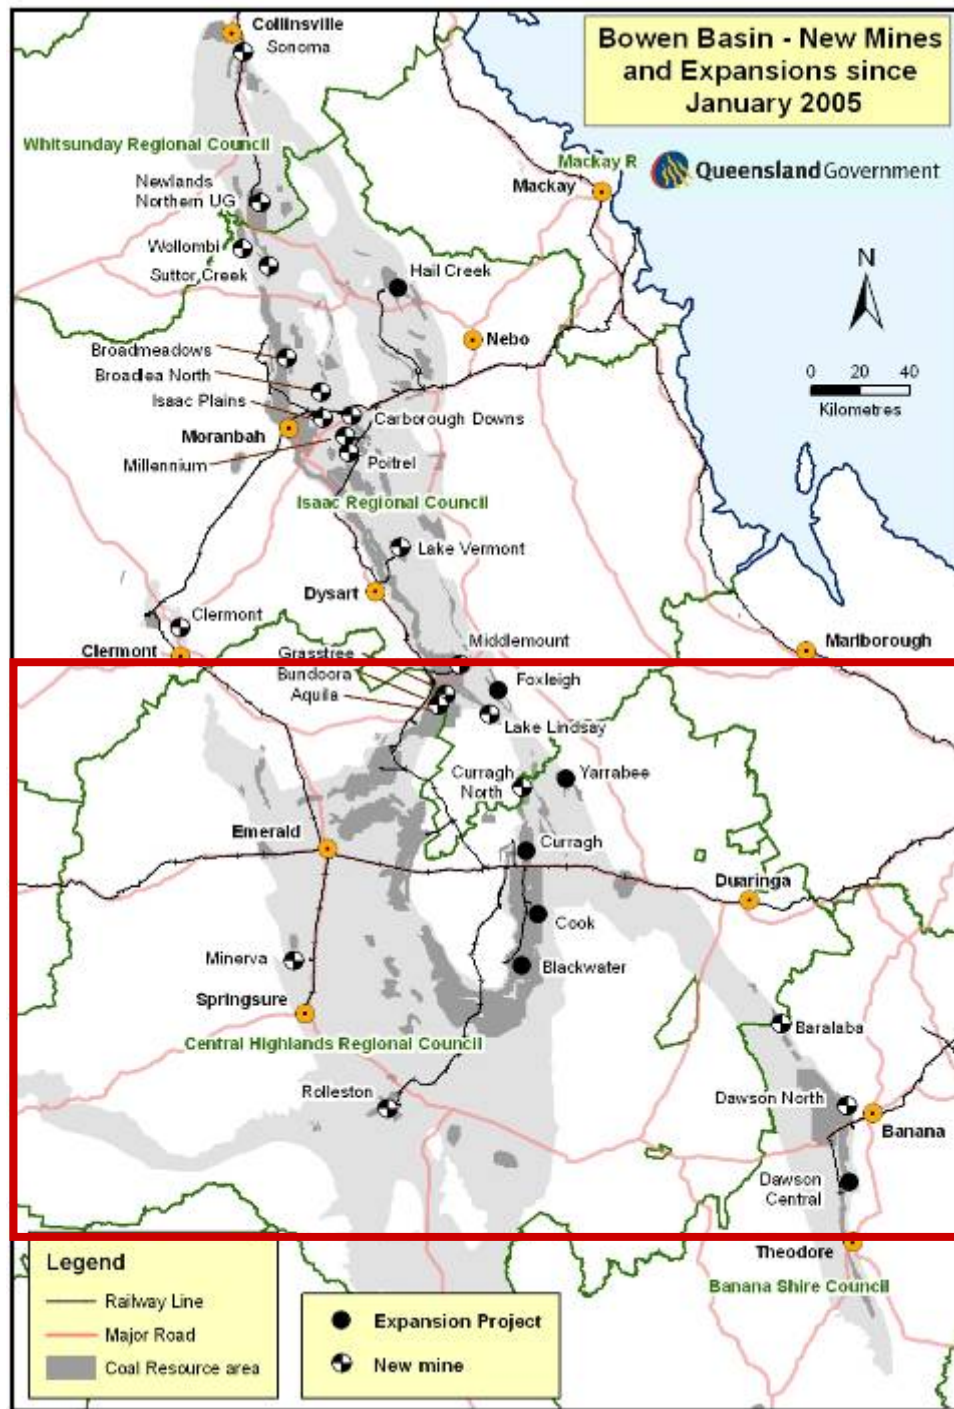 Bowen Basin - New Mines
and Expansions since
January 2005
Queensland Government
Collinsville
Sonoma
Whitsunday Regional Council
Mackay R
Mackay
Newlands
Northern UG
Wollombi
Suttor Creek
Hail Creek
N
Nebo
Broadmeadows
Broadlea North
Isaac Plains
Carborough Downs
Moranbah
Millennium
Poitrel
0 20 40
Kilometres
Isaac Regional Council
Lake Vermont
Dysart
Clermont
Clermont
Middlemount
Marlborough
Grasstree
Bundoora
Aquila
Foxleigh
Lake Lindsay
Curragh
North
Yarrabee
Emerald
Curragh
Duaringa
Cook
Minerva
Blackwater
Springsure
Baralaba
Central Highlands Regional Council
Rolleston
Dawson North
Banana
Dawson
Central
Theodore
Banana Shire Council
Legend
Railway Line
Major Road
Coal Resource area
Expansion Project
New mine